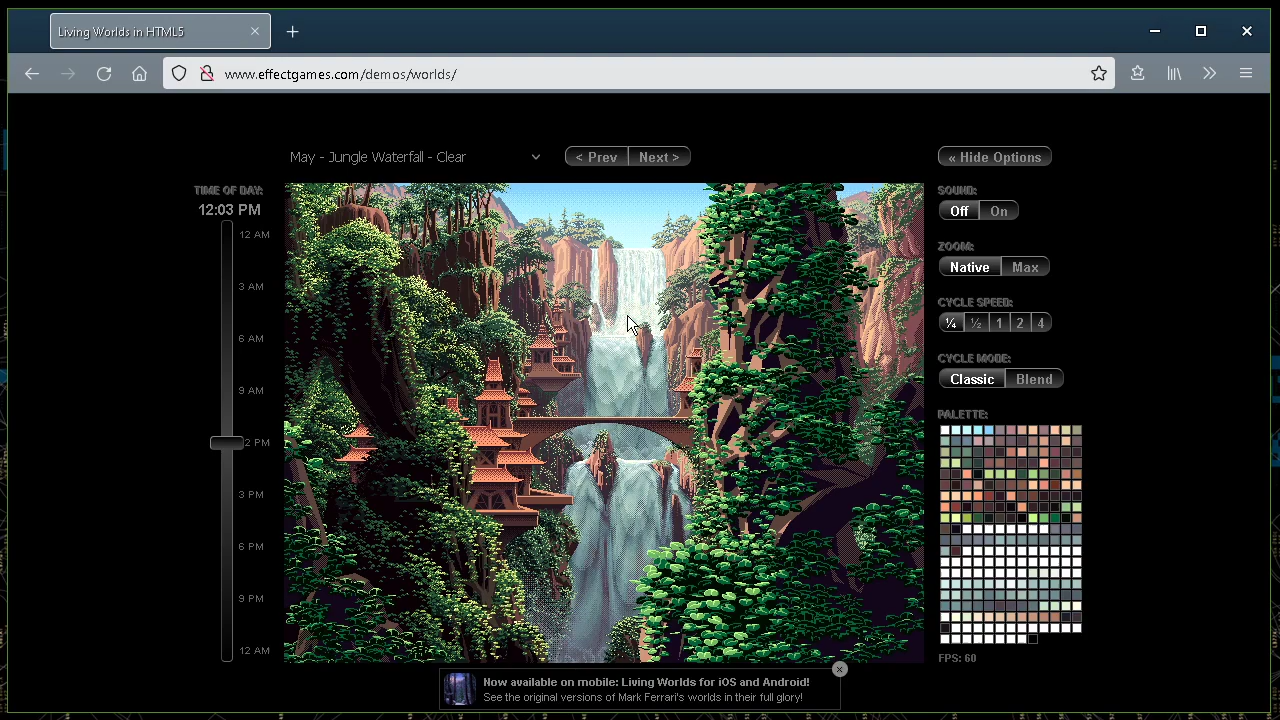 Living Worlds in HTML5
www.effectgames.com/demos/worlds/
May - Jungle Waterfall - Clear
< Prev
Next >
« Hide Options
TIME OF DAY:
12:03 PM
12 AM
3 AM
6 AM
9 AM
2 PM
3 PM
6 PM
9 PM
12 AM
SOUND:
Off
On
ZOOM:
Native
Max
CYCLE SPEED:
¼
½
1
2
4
CYCLE MODE:
Classic
Blend
PALETTE:
FPS: 60
Now available on mobile: Living Worlds for iOS and Android!
See the original versions of Mark Ferrari's worlds in their full glory!